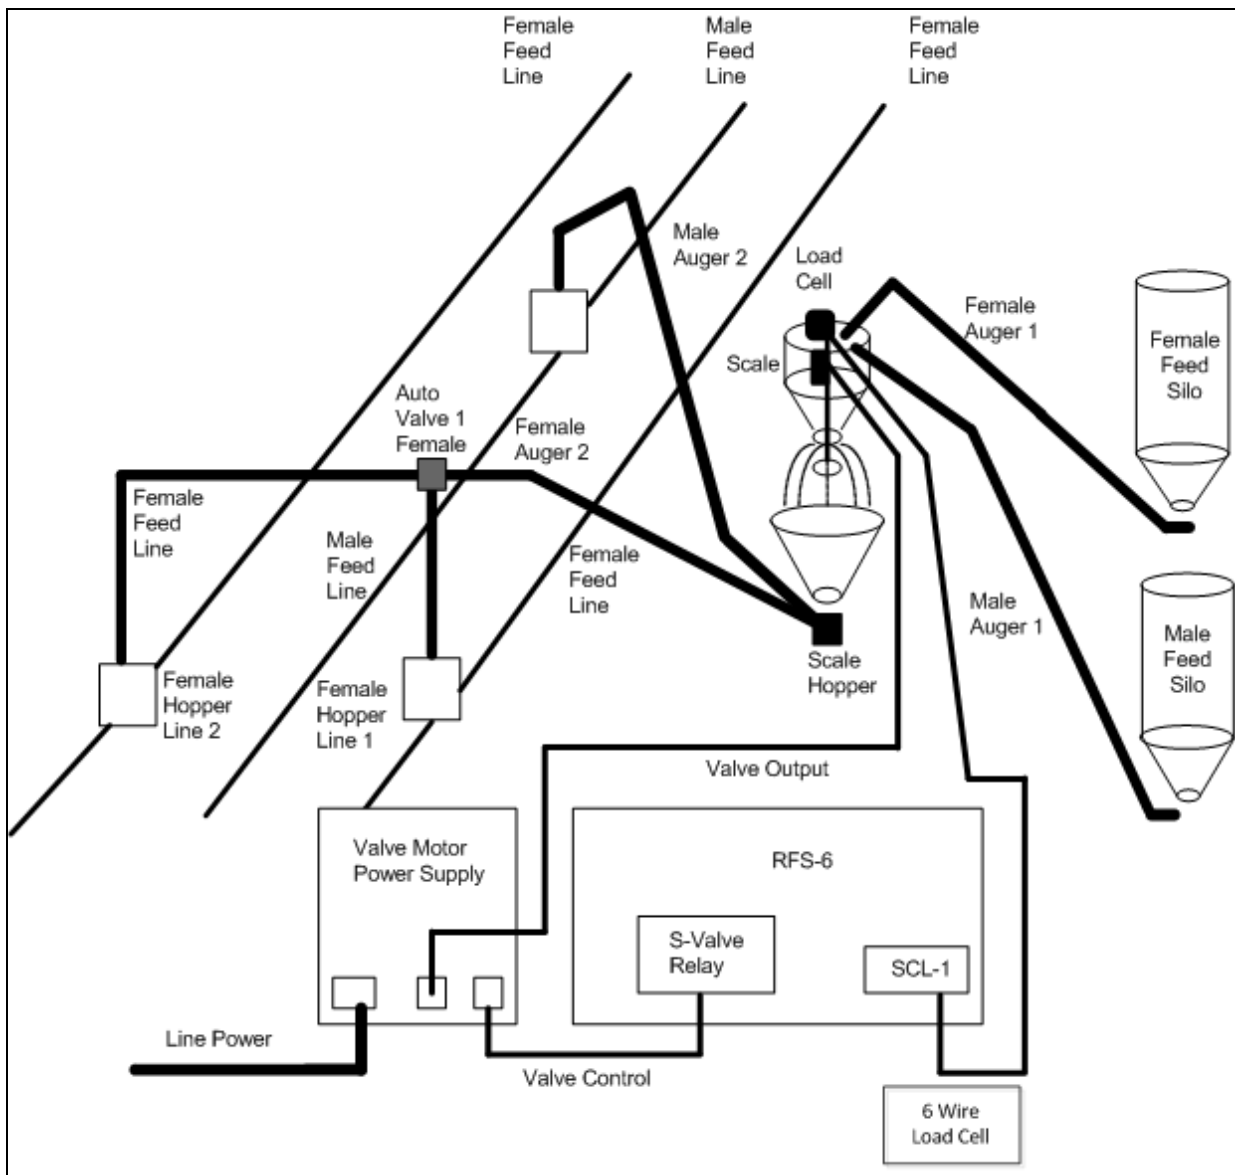 Female
Feed
Line
Male
Feed
Line
Female
Feed
Line
Male
Auger 2
Load
Cell
Female
Auger 1
Female
Feed
Silo
Scale
Auto
Valve 1
Female
Female
Auger 2
Female
Feed
Line
Male
Feed
Line
Female
Feed
Line
Male
Auger 1
Male
Feed
Silo
Scale
Hopper
Female
Hopper
Line 2
Female
Hopper
Line 1
Valve Output
Valve Motor
Power Supply
RFS-6
S-Valve
Relay
SCL-1
Line Power
Valve Control
6 Wire
Load Cell